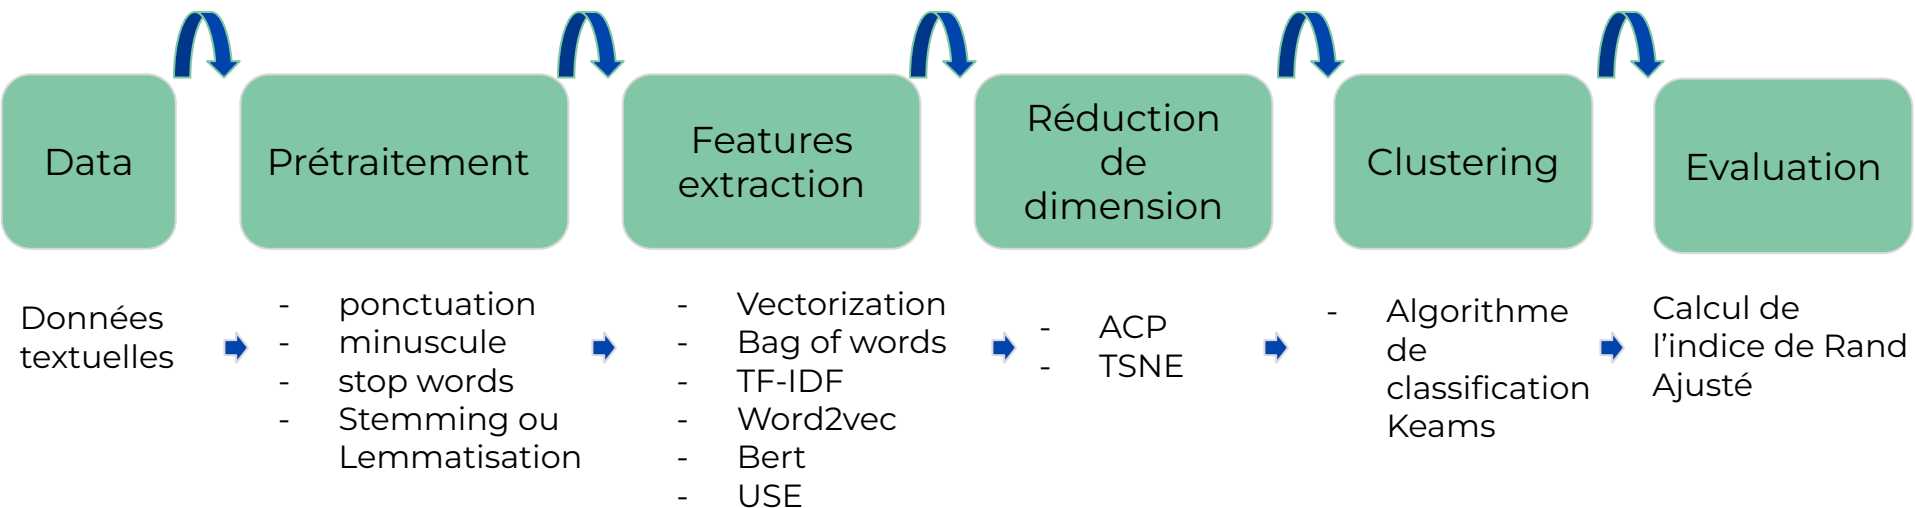 Data
Prétraitement
Features
extraction
Réduction
de
dimension
Clustering
Evaluation
Données
textuelles
- ponctuation
- minuscule
- stop words
- Stemming ou
Lemmatisation
- Vectorization
- Bag of words
- TF-IDF
- Word2vec
- Bert
- USE
- ACP
- TSNE
- Algorithme
de
classification
Keams
Calcul de
l’indice de Rand
Ajusté